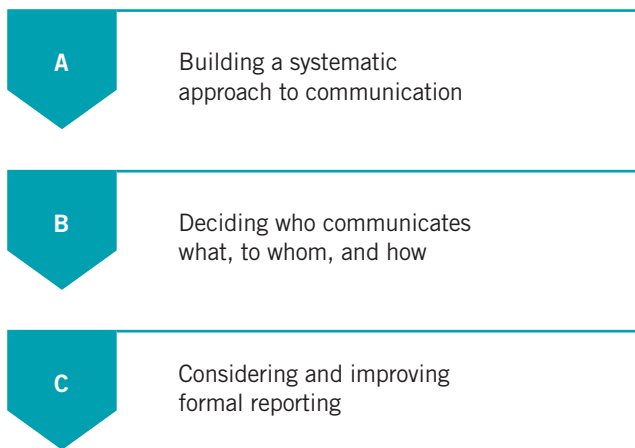 A
Building a systematic
approach to communication
B
Deciding who communicates
what, to whom, and how
C
Considering and improving
formal reporting